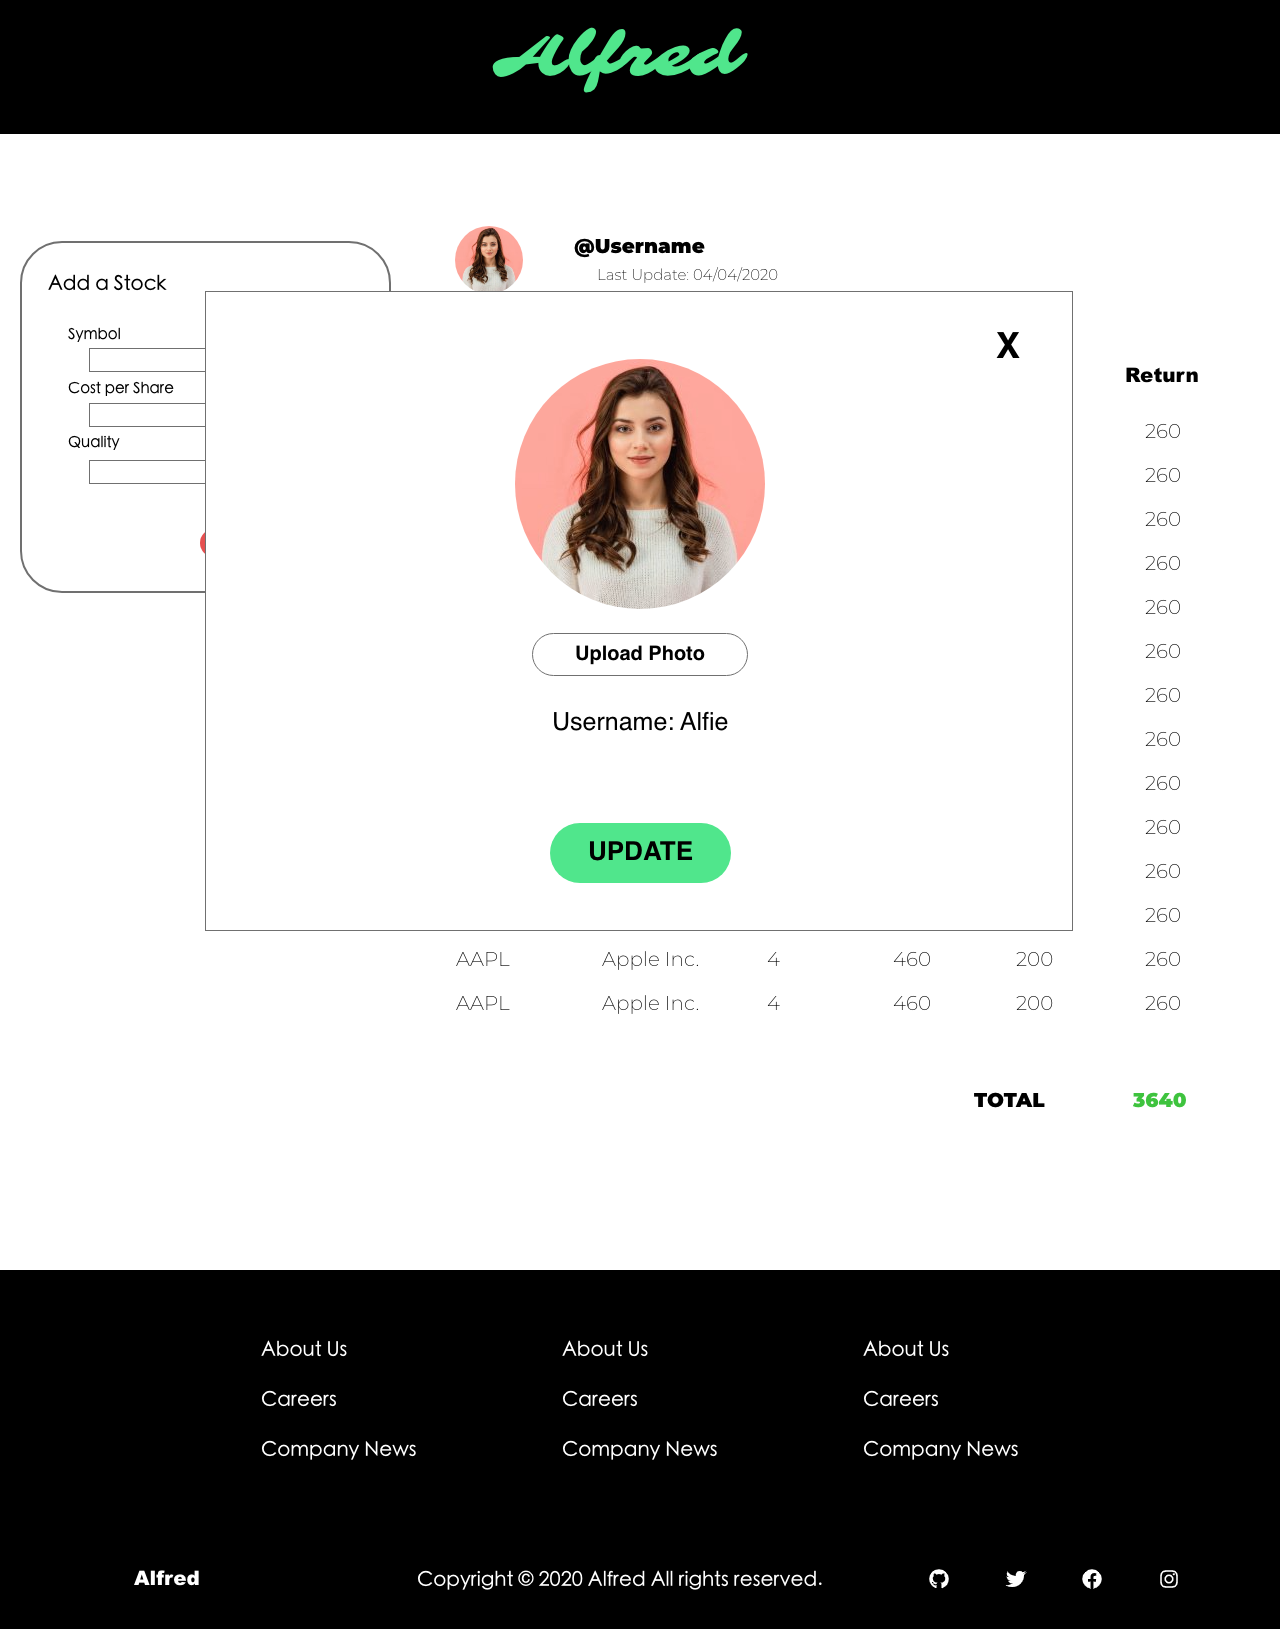 Alfred
@Username
Last Update: 04/04/2020
Add a Stock
Symbol
Cost per Share
Quality
X
Upload Photo
Username: Alfie
UPDATE
Return
260
260
260
260
260
260
260
260
260
260
260
260
AAPL Apple Inc. 4 460 200 260
AAPL Apple Inc. 4 460 200 260
TOTAL 3640
About Us About Us About Us
Careers Careers Careers
Company News Company News Company News
Alfred Copyright © 2020 Alfred All rights reserved.